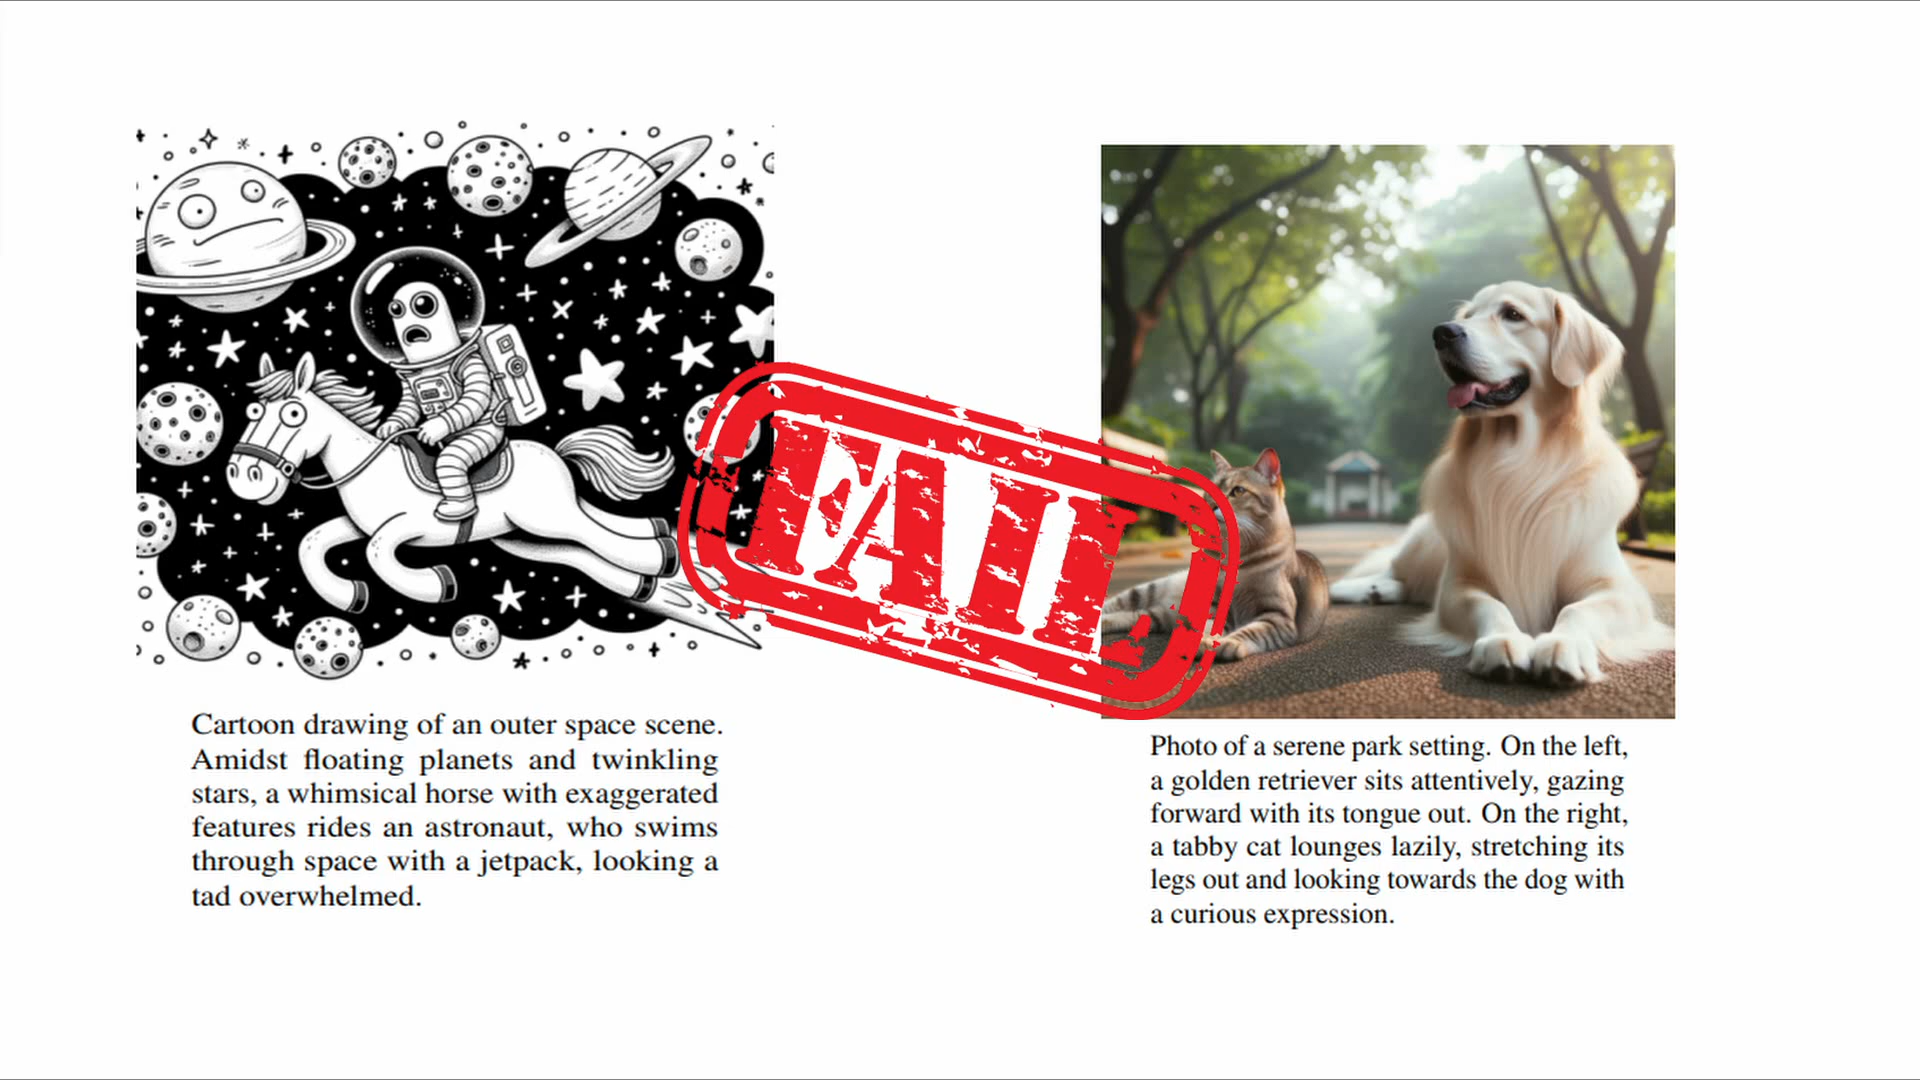 FAIL
Cartoon drawing of an outer space scene.
Amidst floating planets and twinkling
stars, a whimsical horse with exaggerated
features rides an astronaut, who swims
through space with a jetpack, looking a
tad overwhelmed.
Photo of a serene park setting. On the left,
a golden retriever sits attentively, gazing
forward with its tongue out. On the right,
a tabby cat lounges lazily, stretching its
legs out and looking towards the dog with
a curious expression.